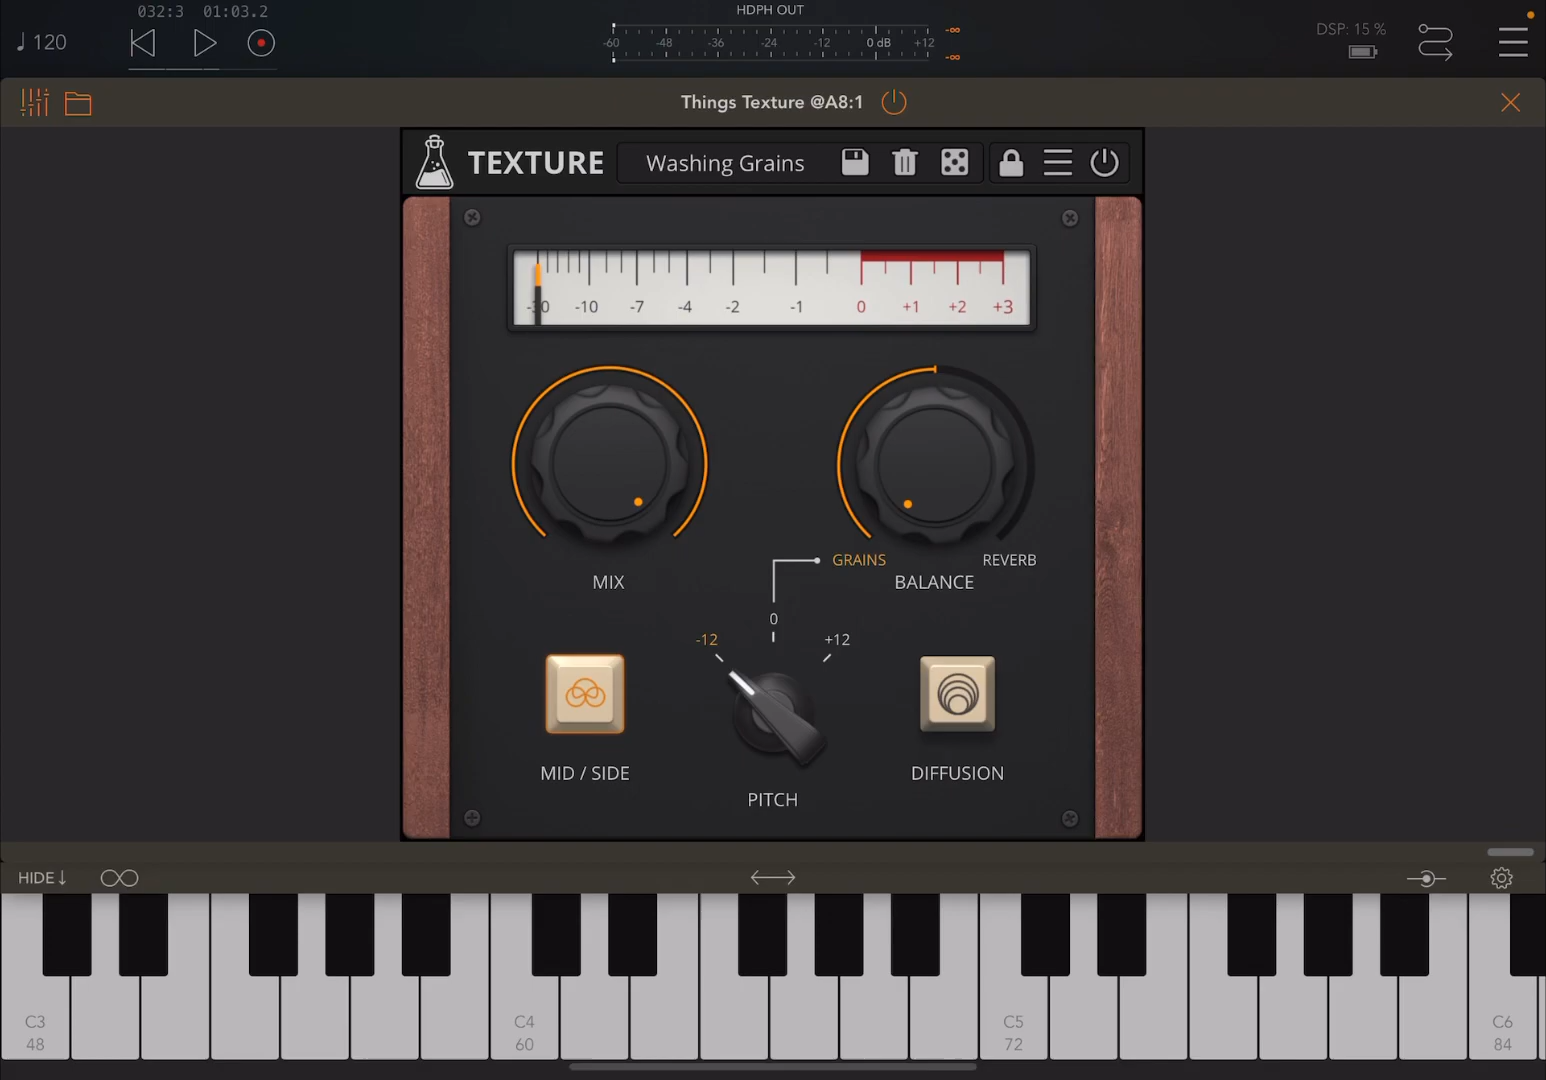 032:3 01:03.2
HDPH OUT
♩ 120
-60 -48 -36 -24 -12 0 dB +12
-∞
-∞
DSP: 15 %
Things Texture @A8:1
TEXTURE
Washing Grains
-10 -7 -4 -2 -1 0 +1 +2 +3
GRAINS
REVERB
MIX
BALANCE
0
-12
+12
MID / SIDE
DIFFUSION
PITCH
HIDE↓
C3 C4 C5 C6
48 60 72 84